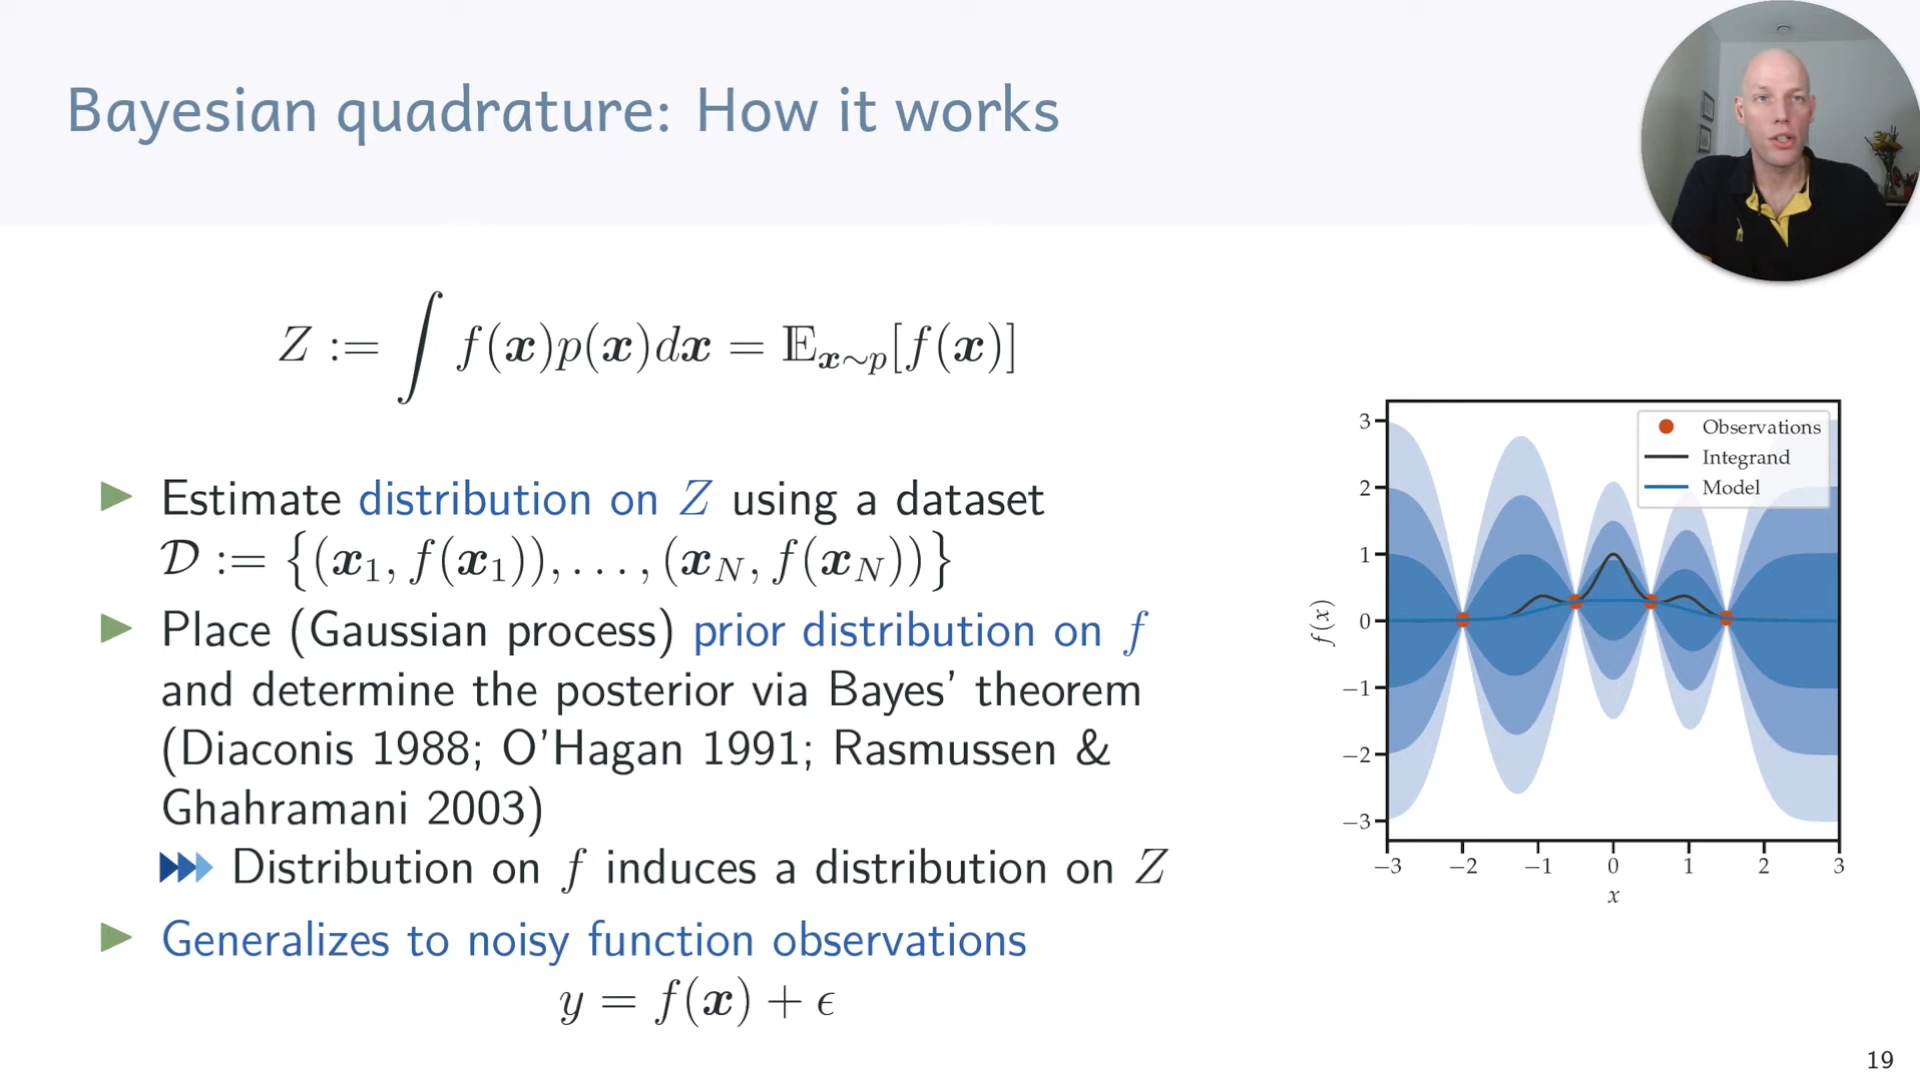 Bayesian quadrature: How it works
Z := ∫ f(x)p(x)dx = 𝔼x∼p[f(x)]
Estimate distribution on Z using a dataset
𝒟 := {(x₁, f(x₁)), . . . , (x_N, f(x_N))}
Place (Gaussian process) prior distribution on f
and determine the posterior via Bayes' theorem
(Diaconis 1988; O'Hagan 1991; Rasmussen &
Ghahramani 2003)
Distribution on f induces a distribution on Z
Generalizes to noisy function observations
y = f(x) + ϵ
Observations
Integrand
Model
f(x)
3
2
1
0
−1
−2
−3
−3 −2 −1 0 1 2 3
x
19